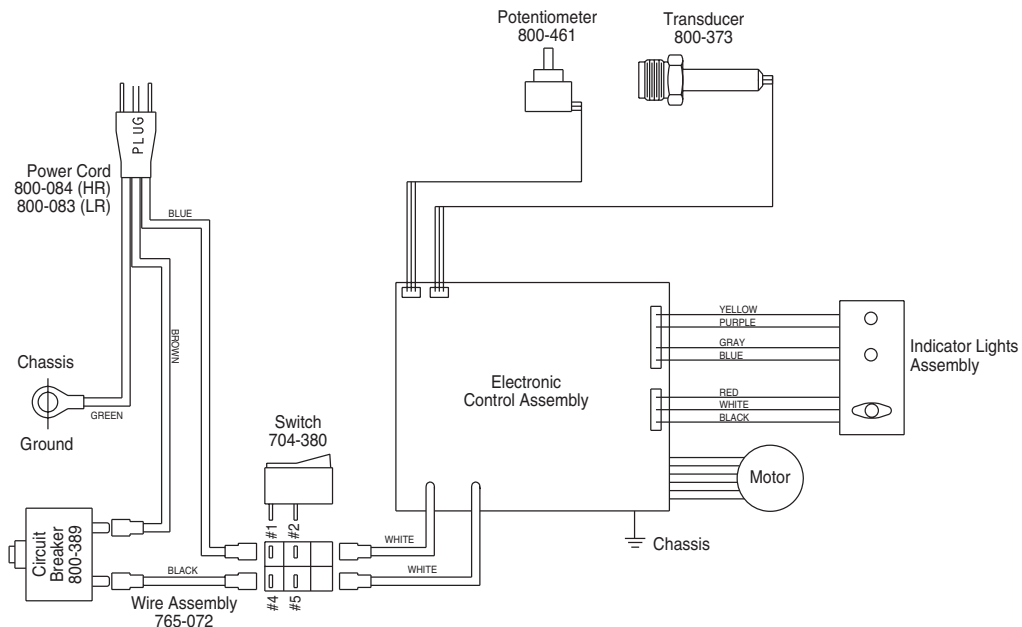 Potentiometer
800-461
Transducer
800-373
PLUG
Power Cord
800-084 (HR)
800-083 (LR)
BLUE
BROWN
Chassis
GREEN
Ground
Switch
704-380
#1
#2
#4
#5
Circuit
Breaker
800-389
BLACK
Wire Assembly
765-072
WHITE
WHITE
Electronic
Control Assembly
YELLOW
PURPLE
GRAY
BLUE
RED
WHITE
BLACK
Indicator Lights
Assembly
Motor
Chassis